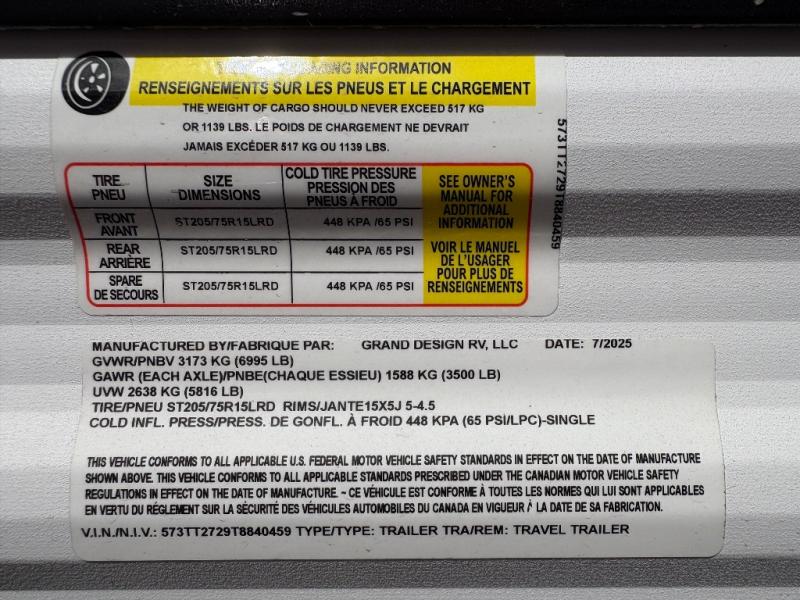 LOADING INFORMATION
RENSEIGNEMENTS SUR LES PNEUS ET LE CHARGEMENT
THE WEIGHT OF CARGO SHOULD NEVER EXCEED 517 KG
OR 1139 LBS. LE POIDS DE CHARGEMENT NE DEVRAIT
JAMAIS EXCÉDER 517 KG OU 1139 LBS.
TIRE PNEU
SIZE DIMENSIONS
COLD TIRE PRESSURE
PRESSION DES
PNEUS À FROID
SEE OWNER'S
MANUAL FOR
ADDITIONAL
INFORMATION
FRONT AVANT
ST205/75R15LRD 448 KPA /65 PSI
REAR ARRIÈRE
ST205/75R15LRD 448 KPA /65 PSI
SPARE DE SECOURS
ST205/75R15LRD 448 KPA /65 PSI
VOIR LE MANUEL
DE L'USAGER
POUR PLUS DE
RENSEIGNEMENTS
573TT2729T8840459
MANUFACTURED BY/FABRIQUE PAR: GRAND DESIGN RV, LLC DATE: 7/2025
GVWR/PNBV 3173 KG (6995 LB)
GAWR (EACH AXLE)/PNBE(CHAQUE ESSIEU) 1588 KG (3500 LB)
UVW 2638 KG (5816 LB)
TIRE/PNEU ST205/75R15LRD RIMS/JANTE15X5J 5-4.5
COLD INFL. PRESS/PRESS. DE GONFL. À FROID 448 KPA (65 PSI/LPC)-SINGLE
THIS VEHICLE CONFORMS TO ALL APPLICABLE U.S. FEDERAL MOTOR VEHICLE SAFETY STANDARDS IN EFFECT ON THE DATE OF MANUFACTURE
SHOWN ABOVE. THIS VEHICLE CONFORMS TO ALL APPLICABLE STANDARDS PRESCRIBED UNDER THE CANADIAN MOTOR VEHICLE SAFETY
REGULATIONS IN EFFECT ON THE DATE OF MANUFACTURE. ~ CE VÉHICULE EST CONFORME À TOUTES LES NORMES QUI LUI SONT APPLICABLES
EN VERTU DU RÉGLEMENT SUR LA SÉCURITÉ DES VÉHICULES AUTOMOBILES DU CANADA EN VIGUEUR À LA DATE DE SA FABRICATION.
V.I.N./N.I.V.: 573TT2729T8840459 TYPE/TYPE: TRAILER TRA/REM: TRAVEL TRAILER